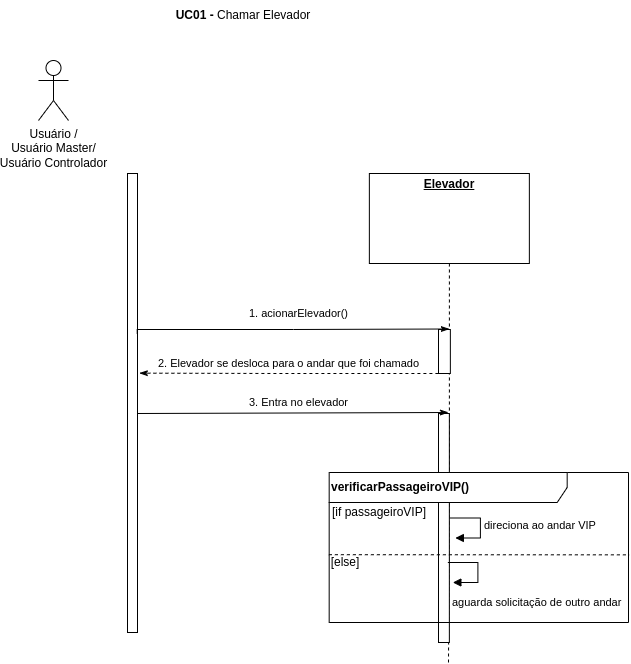 UC01 - Chamar Elevador
Usuário /
Usuário Master/
Usuário Controlador
Elevador
1. acionarElevador()
2. Elevador se desloca para o andar que foi chamado
3. Entra no elevador
verificarPassageiroVIP()
[if passageiroVIP]
direciona ao andar VIP
[else]
aguarda solicitação de outro andar